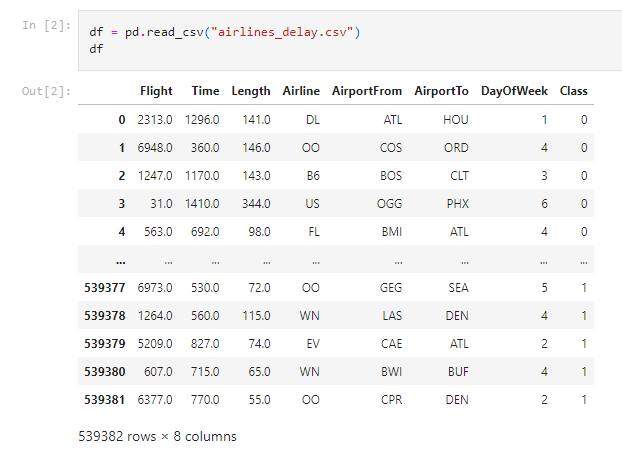 In [2]: df = pd.read_csv("airlines_delay.csv")
df
Out[2]:
Flight Time Length Airline AirportFrom AirportTo DayOfWeek Class
0 2313.0 1296.0 141.0 DL ATL HOU 1 0
1 6948.0 360.0 146.0 OO COS ORD 4 0
2 1247.0 1170.0 143.0 B6 BOS CLT 3 0
3 31.0 1410.0 344.0 US OGG PHX 6 0
4 563.0 692.0 98.0 FL BMI ATL 4 0
... ... ... ... ... ... ... ... ...
539377 6973.0 530.0 72.0 OO GEG SEA 5 1
539378 1264.0 560.0 115.0 WN LAS DEN 4 1
539379 5209.0 827.0 74.0 EV CAE ATL 2 1
539380 607.0 715.0 65.0 WN BWI BUF 4 1
539381 6377.0 770.0 55.0 OO CPR DEN 2 1
539382 rows × 8 columns